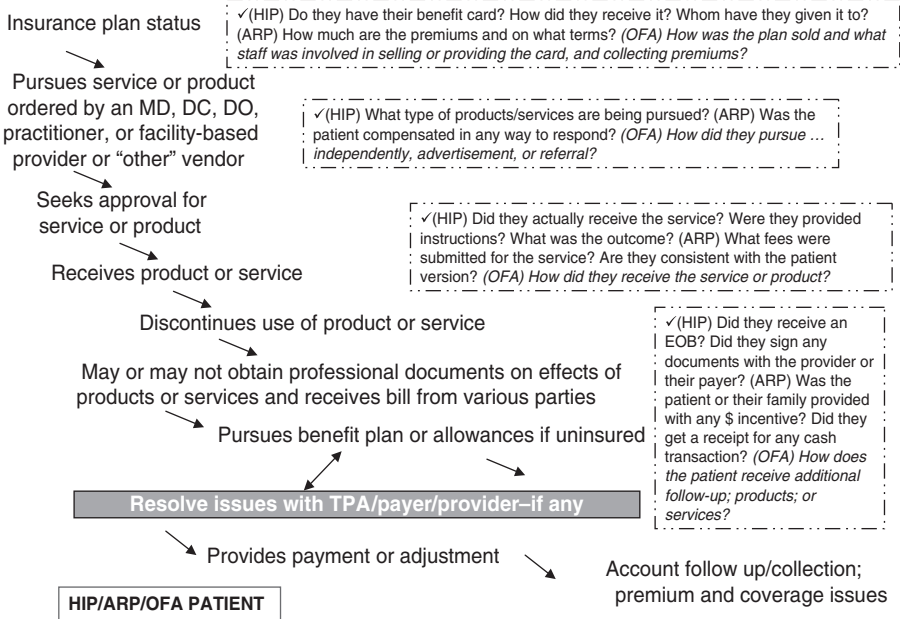 Insurance plan status
✓(HIP) Do they have their benefit card? How did they receive it? Whom have they given it to?
(ARP) How much are the premiums and on what terms? (OFA) How was the plan sold and what
staff was involved in selling or providing the card, and collecting premiums?
Pursues service or product
ordered by an MD, DC, DO,
practitioner, or facility-based
provider or “other” vendor
✓(HIP) What type of products/services are being pursued? (ARP) Was the
patient compensated in any way to respond? (OFA) How did they pursue …
independently, advertisement, or referral?
Seeks approval for
service or product
✓(HIP) Did they actually receive the service? Were they provided
instructions? What was the outcome? (ARP) What fees were
submitted for the service? Are they consistent with the patient
version? (OFA) How did they receive the service or product?
Receives product or service
Discontinues use of product or service
✓(HIP) Did they receive an
EOB? Did they sign any
documents with the provider or
their payer? (ARP) Was the
patient or their family provided
with any $ incentive? Did they
get a receipt for any cash
transaction? (OFA) How does
the patient receive additional
follow-up; products; or
services?
May or may not obtain professional documents on effects of
products or services and receives bill from various parties
Pursues benefit plan or allowances if uninsured
Resolve issues with TPA/payer/provider–if any
Provides payment or adjustment
Account follow up/collection;
premium and coverage issues
HIP/ARP/OFA PATIENT